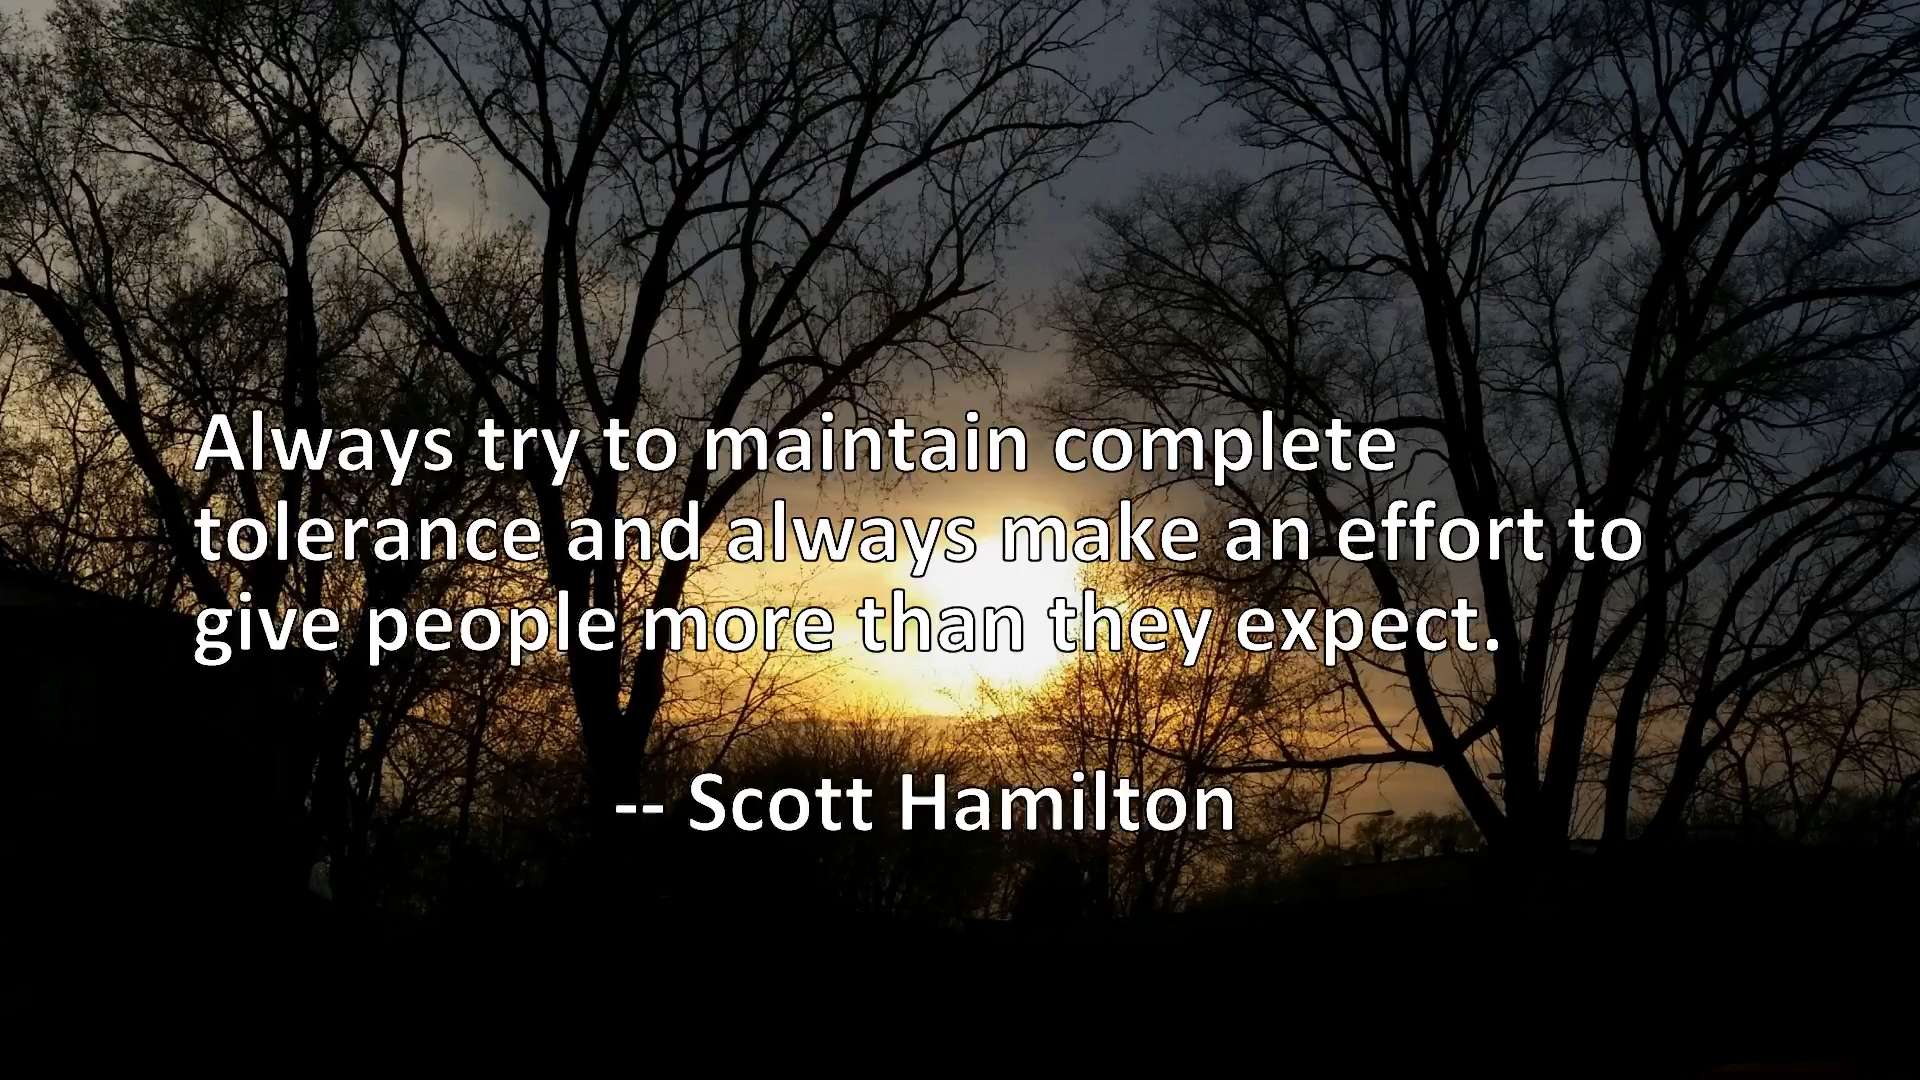 Always try to maintain complete
tolerance and always make an effort to
give people more than they expect.
-- Scott Hamilton